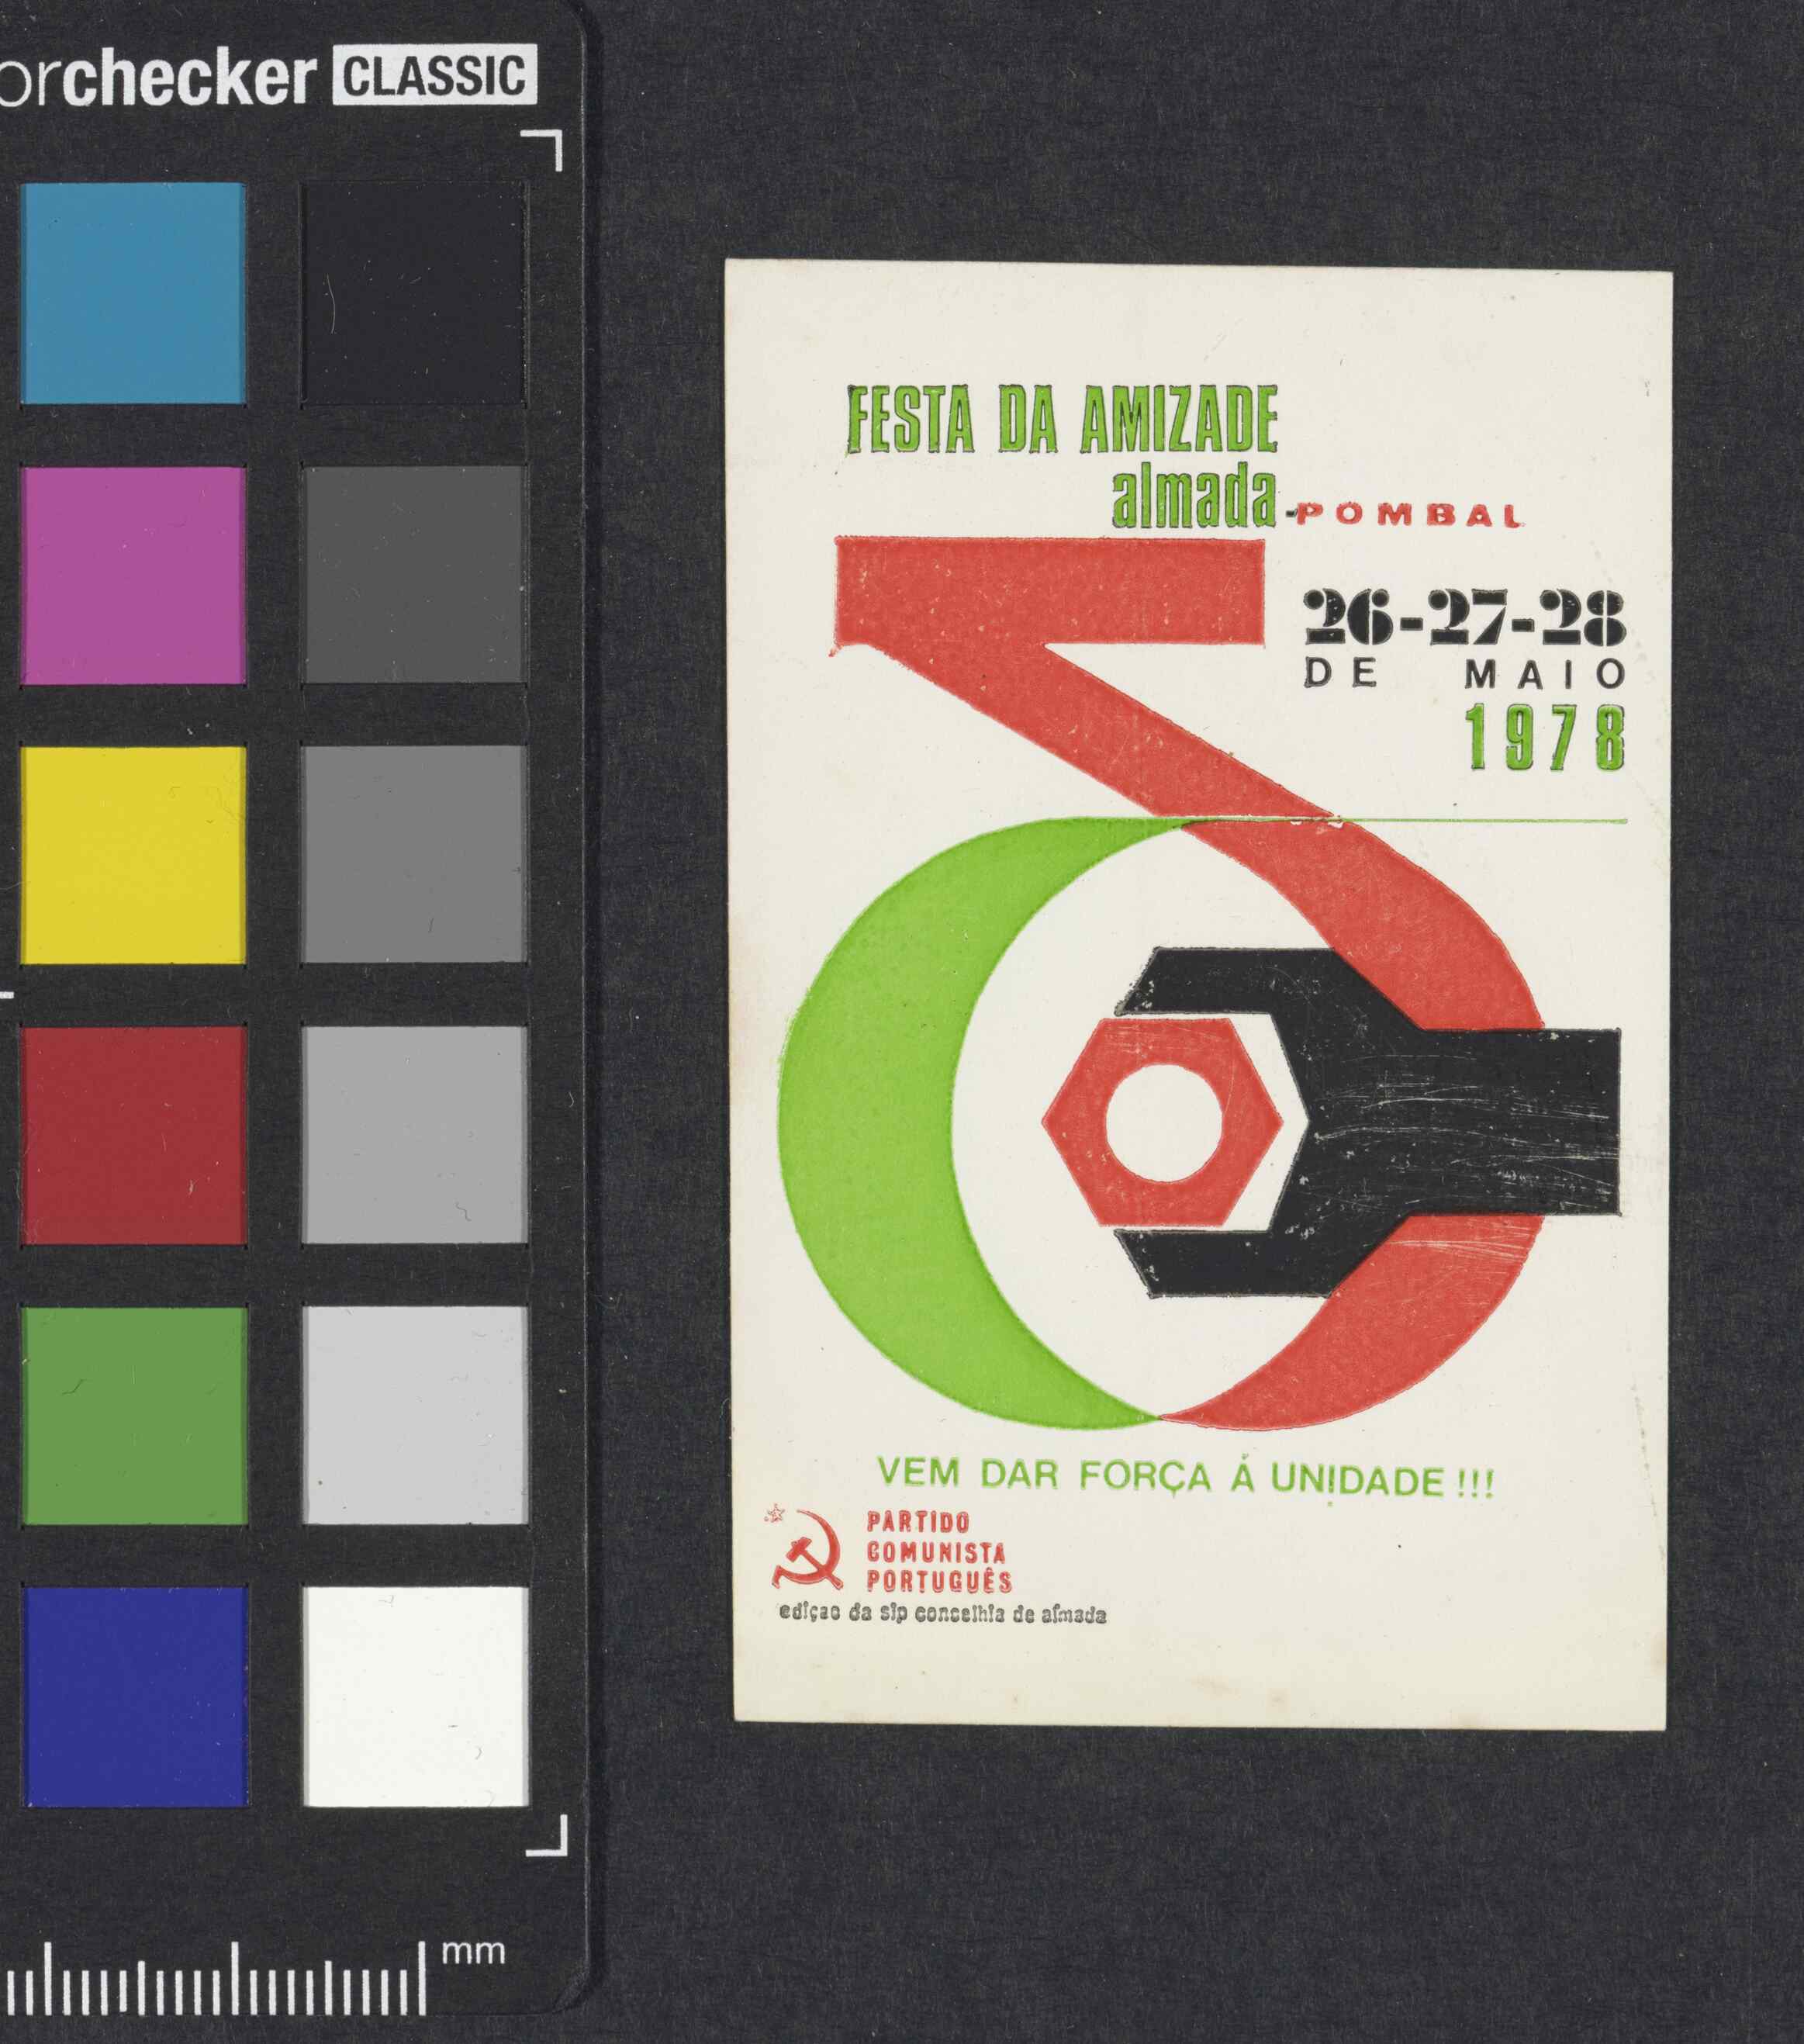 orchecker CLASSIC
FESTA DA AMIZADE
almada-POMBAL
26-27-28
DE MAIO
1978
VEM DAR FORÇA Á UNIDADE!!!
PARTIDO
COMUNISTA
PORTUGUÊS
ediçao da sip concelhia de almada
mm